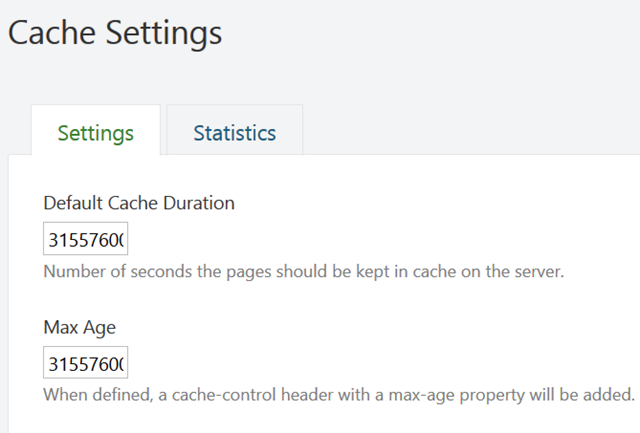 Cache Settings
Settings
Statistics
Default Cache Duration
3155760
Number of seconds the pages should be kept in cache on the server.
Max Age
3155760
When defined, a cache-control header with a max-age property will be added.